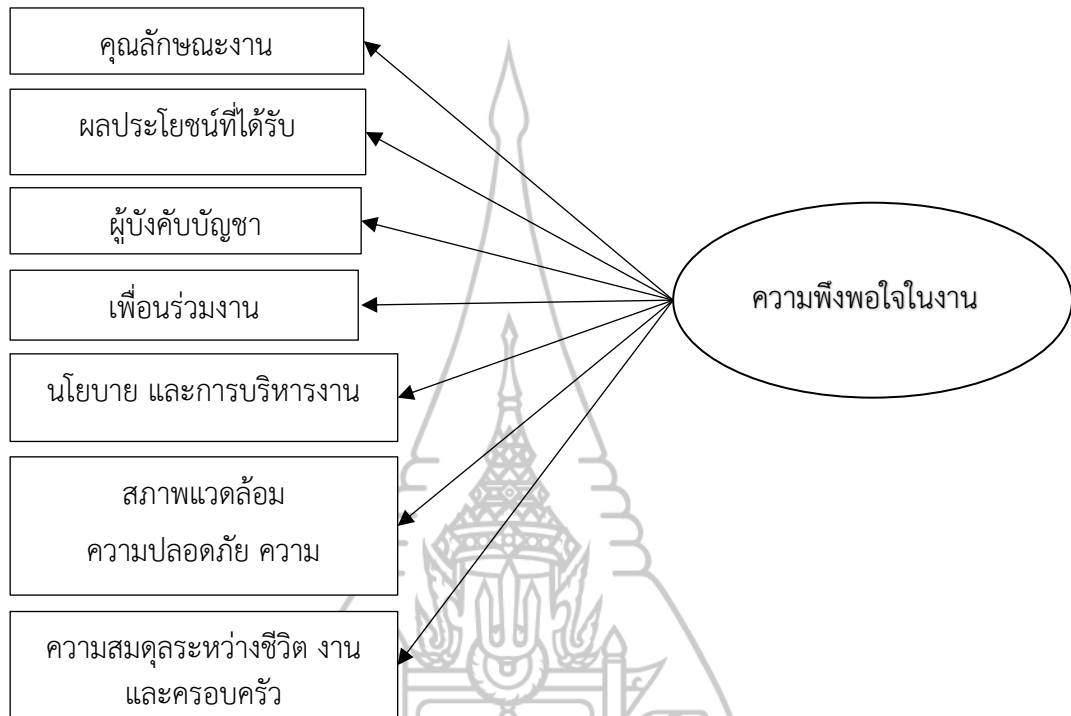 คุณลักษณะงาน
ผลประโยชน์ที่ได้รับ
ผู้บังคับบัญชา
เพื่อนร่วมงาน
นโยบาย และการบริหารงาน
สภาพแวดล้อม
ความปลอดภัย ความ
ความสมดุลระหว่างชีวิต งาน
และครอบครัว
ความพึงพอใจในงาน